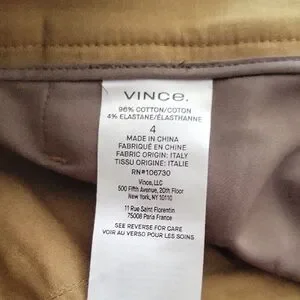 VINCE.
96% COTTON/COTON
4% ELASTANE/ÉLASTHANNE
4
MADE IN CHINA
FABRIQUÉ EN CHINE
FABRIC ORIGIN: ITALY
TISSU ORIGINE: ITALIE
RN#106730
Vince, LLC
500 Fifth Avenue, 20th Floor
New York, NY 10110
11 Rue Saint Florentin
75008 Paris France
SEE REVERSE FOR CARE
VOIR AU VERSO POUR LES SOINS